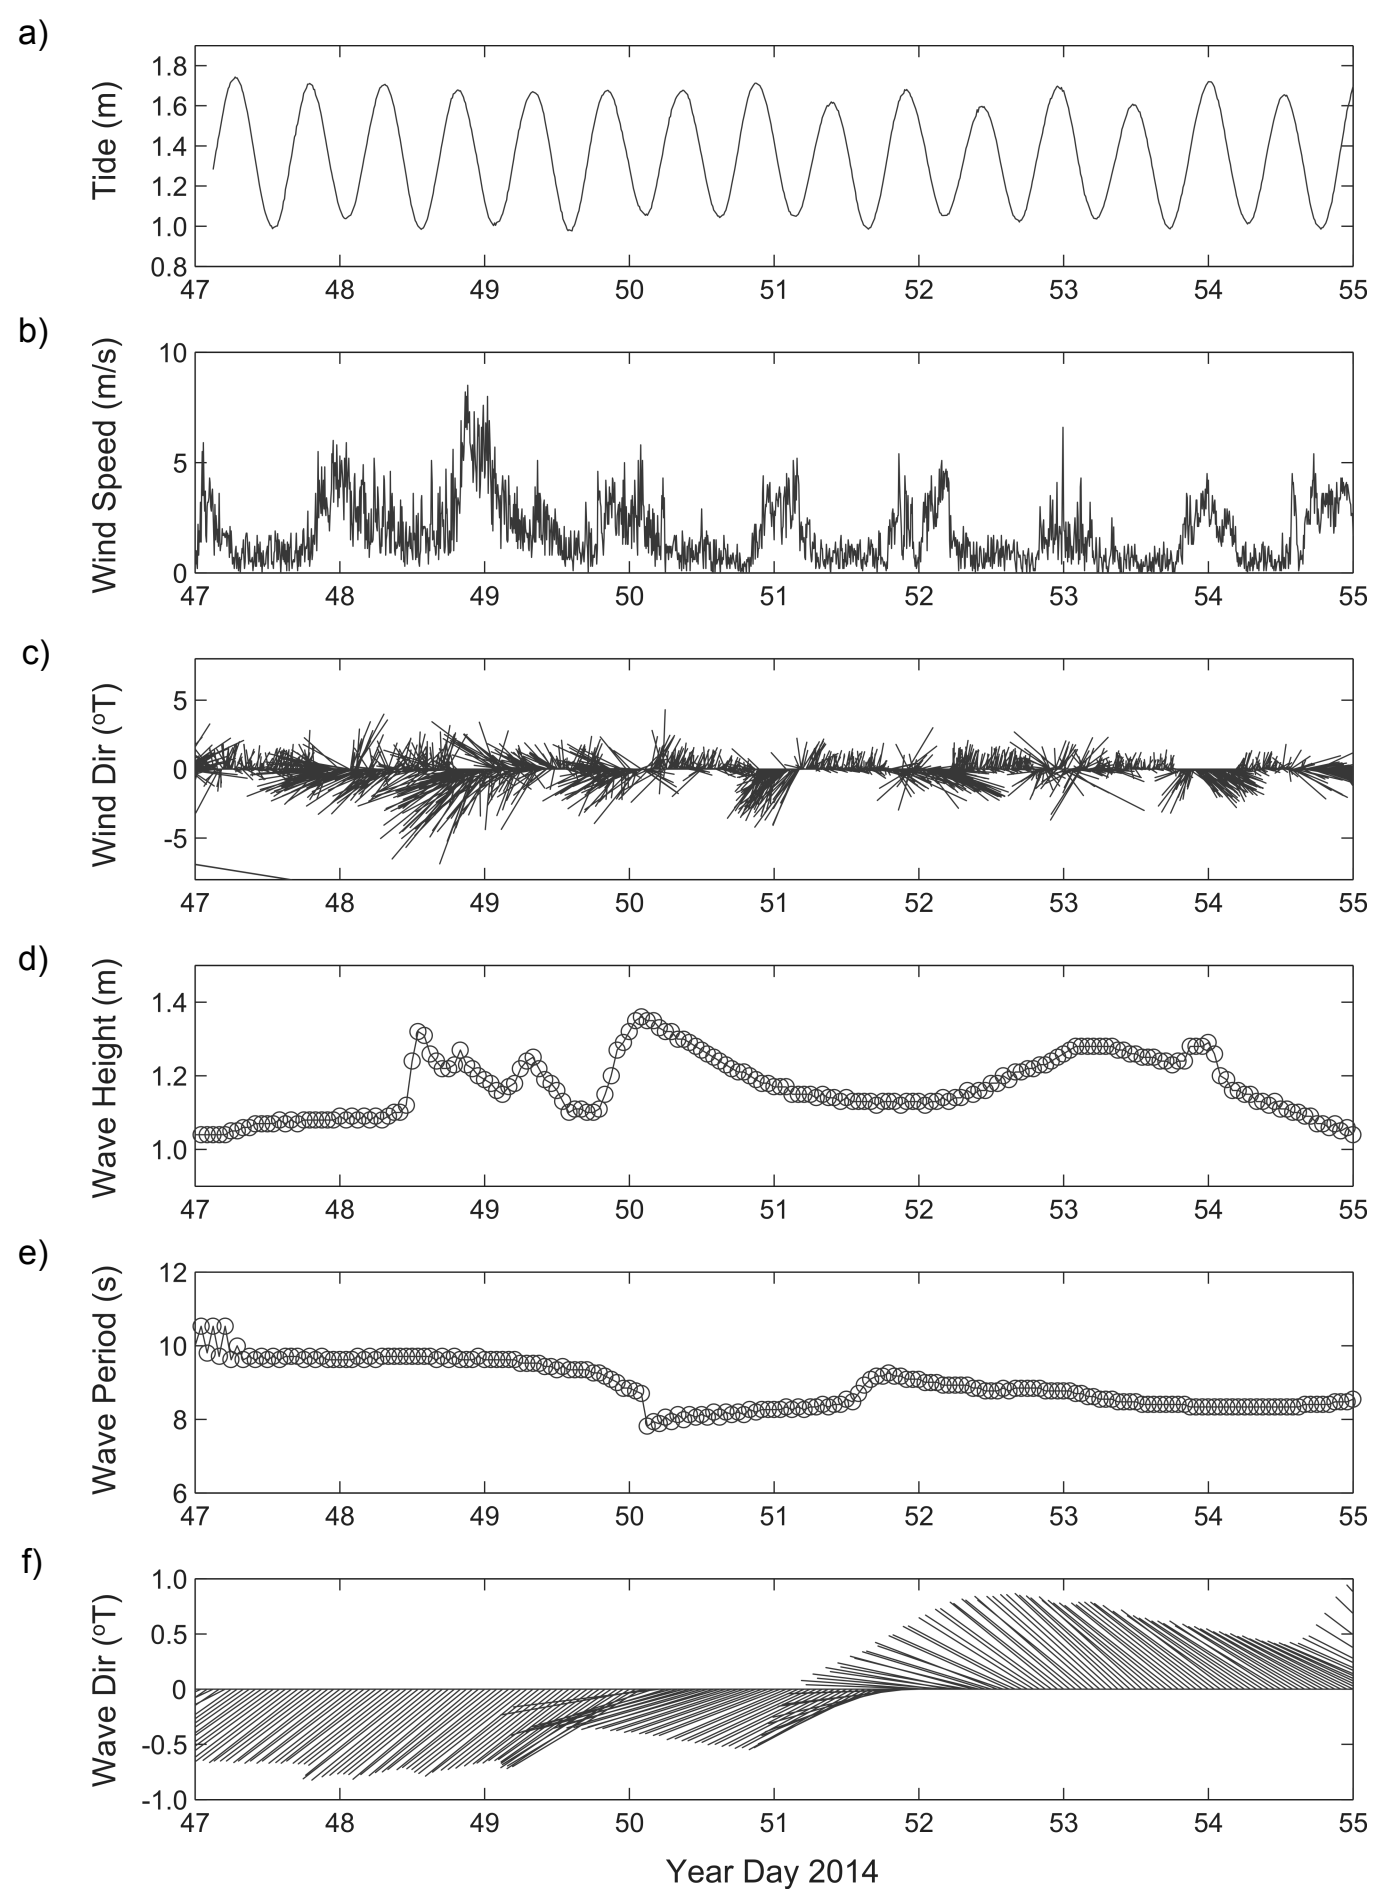 a)
Tide (m)
1.8
1.6
1.4
1.2
1.0
0.8
47 48 49 50 51 52 53 54 55
b)
Wind Speed (m/s)
10
5
0
47 48 49 50 51 52 53 54 55
c)
Wind Dir (ºT)
5
0
-5
47 48 49 50 51 52 53 54 55
d)
Wave Height (m)
1.4
1.2
1.0
47 48 49 50 51 52 53 54 55
e)
Wave Period (s)
12
10
8
6
47 48 49 50 51 52 53 54 55
f)
Wave Dir (ºT)
1.0
0.5
0
-0.5
-1.0
47 48 49 50 51 52 53 54 55
Year Day 2014